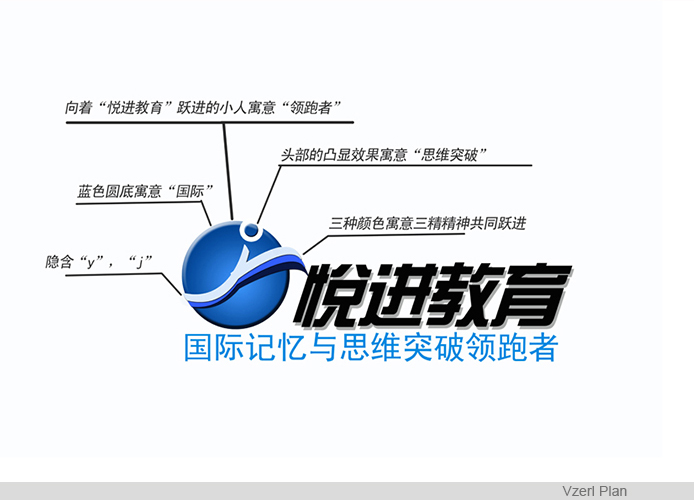 向着“悦进教育”跃进的小人寓意“领跑者”
头部的凸显效果寓意“思维突破”
蓝色圆底寓意“国际”
三种颜色寓意三精精神共同跃进
隐含“y”，“j”
悦进教育
国际记忆与思维突破领跑者
Vzerl Plan